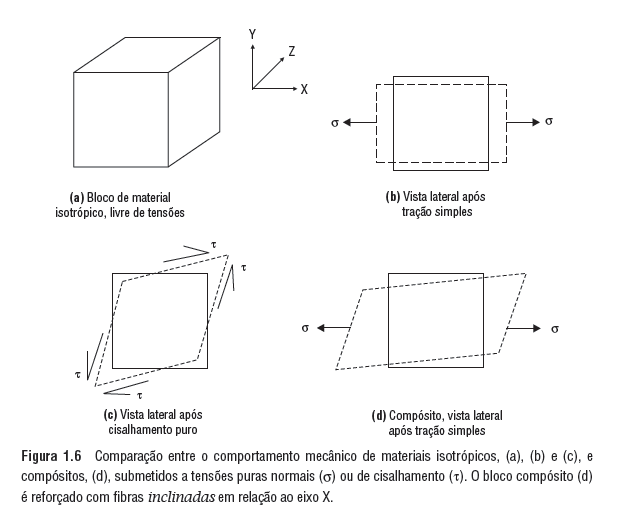 Y
Z
X
σ
σ
(a) Bloco de material
isotrópico, livre de tensões
(b) Vista lateral após
tração simples
τ
τ
τ
τ
σ
σ
(c) Vista lateral após
cisalhamento puro
(d) Compósito, vista lateral
após tração simples
Figura 1.6 Comparação entre o comportamento mecânico de materiais isotrópicos, (a), (b) e (c), e
compósitos, (d), submetidos a tensões puras normais (σ) ou de cisalhamento (τ). O bloco compósito (d)
é reforçado com fibras inclinadas em relação ao eixo X.